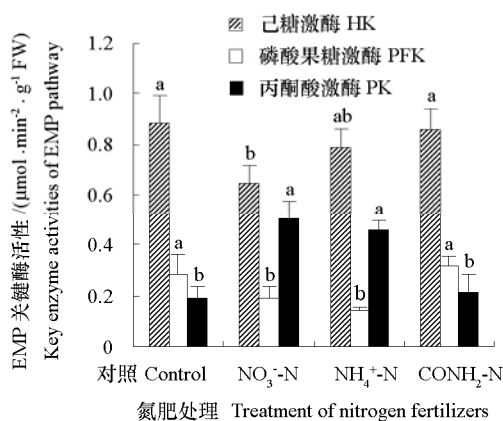 EMP 关键酶活性 /(μmol ·min⁻² · g⁻¹ FW)
Key enzyme activities of EMP pathway
己糖激酶 HK
磷酸果糖激酶 PFK
丙酮酸激酶 PK
1.2
1.0
0.8
0.6
0.4
0.2
0
a
a
b
b
b
a
ab
b
a
a
a
b
对照 Control
NO₃⁻-N
NH₄⁺-N
CONH₂-N
氮肥处理 Treatment of nitrogen fertilizers